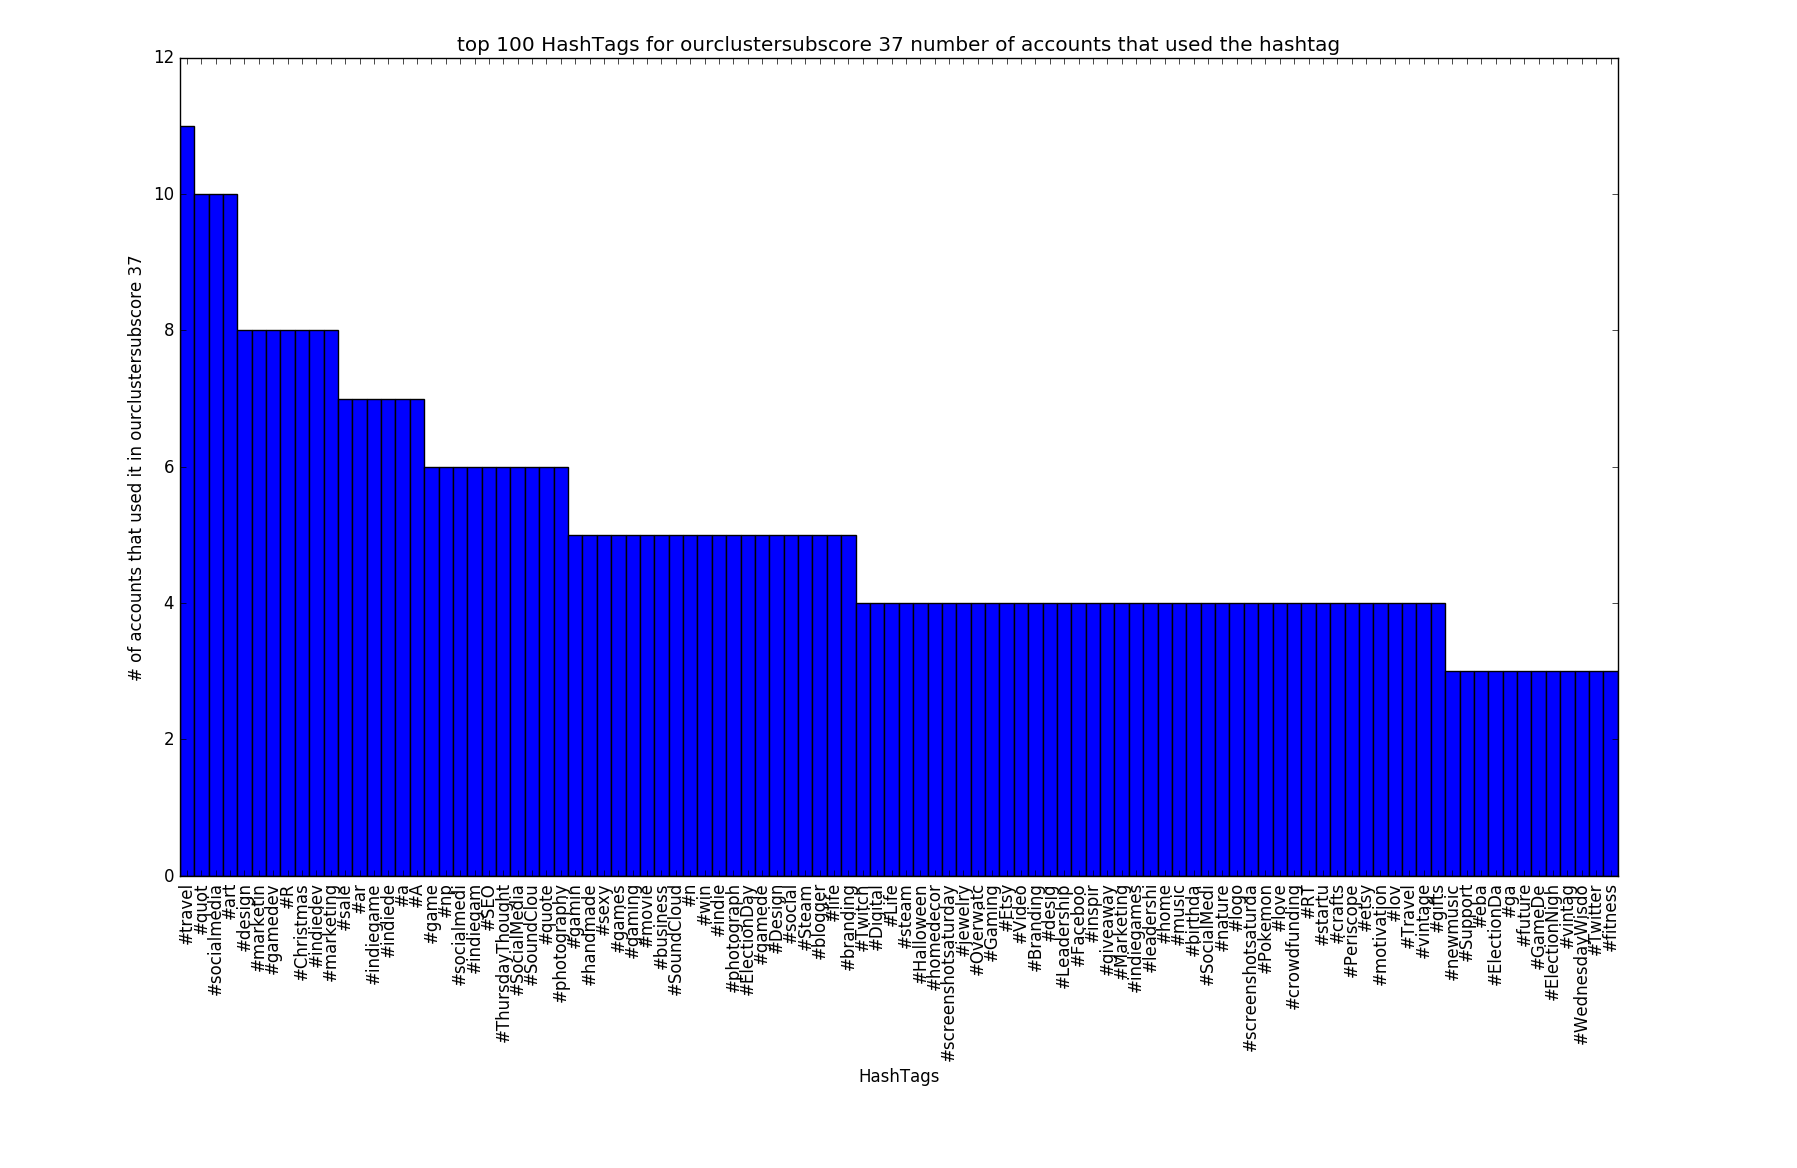 top 100 HashTags for ourclustersubscore 37 number of accounts that used the hashtag
12
10
8
6
4
2
0
# of accounts that used it in ourclustersubscore 37
#travel
#quot
#socialmedia
#art
#design
#marketin
#gamedev
#R
#Christmas
#indiedev
#marketing
#sale
#ar
#indiegame
#indiede
#a
#A
#game
#np
#socialmedi
#indiegam
#SEO
#ThursdayThought
#SocialMedia
#SoundClou
#quote
#photography
#gamin
#handmade
#sexy
#games
#gaming
#movie
#business
#SoundCloud
#n
#win
#indie
#photograph
#ElectionDay
#gamede
#Design
#social
#Steam
#blogger
#life
#branding
#Twitch
#Digital
#Life
#steam
#Halloween
#homedecor
#screenshotsaturday
#jewelry
#Overwatc
#Gaming
#Etsy
#Video
#Branding
#desig
#Leadership
#Faceboo
#inspir
#giveaway
#Marketing
#indiegames
#leadershi
#home
#music
#birthda
#SocialMedi
#nature
#logo
#screenshotsaturda
#Pokemon
#love
#crowdfunding
#RT
#startu
#crafts
#Periscope
#etsy
#motivation
#lov
#Travel
#vintage
#gifts
#newmusic
#Support
#eba
#ElectionDa
#ga
#future
#GameDe
#ElectionNigh
#vintag
#WednesdayWisdo
#Twitter
#fitness
HashTags